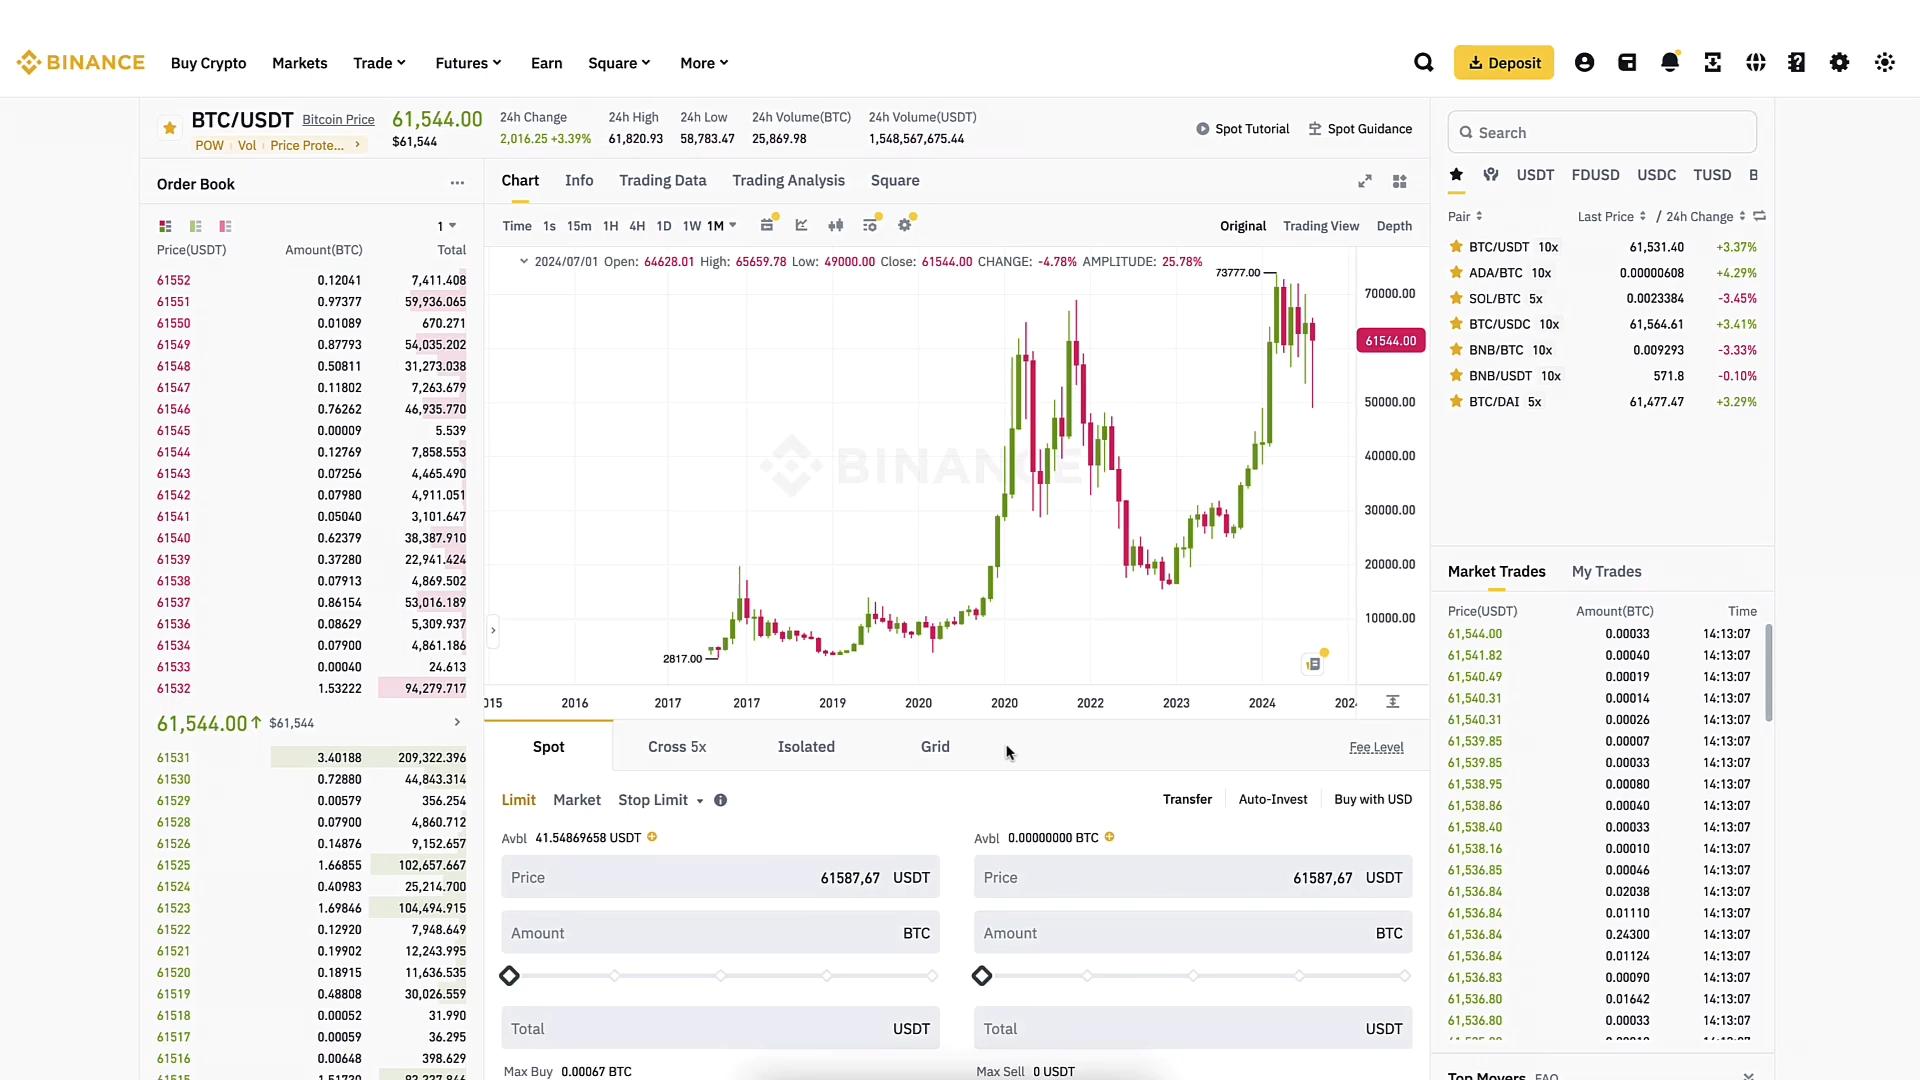 BINANCE
Buy Crypto Markets Trade Futures Earn Square More
Deposit
BTC/USDT Bitcoin Price
POW Vol Price Prote...
61,544.00
$61,544
24h Change
2,016.25 +3.39%
24h High
61,820.93
24h Low
58,783.47
24h Volume(BTC)
25,869.98
24h Volume(USDT)
1,548,567,675.44
Spot Tutorial Spot Guidance
Order Book
1
Price(USDT) Amount(BTC) Total
61552 0.12041 7,411.408
61551 0.97377 59,936.065
61550 0.01089 670.271
61549 0.87793 54,035.202
61548 0.50811 31,273.038
61547 0.11802 7,263.679
61546 0.76262 46,935.770
61545 0.00009 5.539
61544 0.12769 7,858.553
61543 0.07256 4,465.490
61542 0.07980 4,911.051
61541 0.05040 3,101.647
61540 0.62379 38,387.910
61539 0.37280 22,941.424
61538 0.07913 4,869.502
61537 0.86154 53,016.189
61536 0.08629 5,309.937
61534 0.07900 4,861.186
61533 0.00040 24.613
61532 1.53222 94,279.717
61,544.00 $61,544
61531 3.40188 209,322.396
61530 0.72880 44,843.314
61529 0.00579 356.254
61528 0.07900 4,860.712
61526 0.14876 9,152.657
61525 1.66855 102,657.667
61524 0.40983 25,214.700
61523 1.69846 104,494.915
61522 0.12920 7,948.649
61521 0.19902 12,243.995
61520 0.18915 11,636.535
61519 0.48808 30,026.559
61518 0.00052 31.990
61517 0.00059 36.295
61516 0.00648 398.629
Chart Info Trading Data Trading Analysis Square
Time 1s 15m 1H 4H 1D 1W 1M
Original Trading View Depth
2024/07/01 Open: 64628.01 High: 65659.78 Low: 49000.00 Close: 61544.00 CHANGE: -4.78% AMPLITUDE: 25.78%
73777.00
70000.00
61544.00
50000.00
40000.00
BINANCE
30000.00
20000.00
10000.00
2817.00
015 2016 2017 2017 2019 2020 2020 2022 2023 2024 202
Spot Cross 5x Isolated Grid Fee Level
Limit Market Stop Limit
Transfer Auto-Invest Buy with USD
Avbl 41.54869658 USDT
Price 61587,67 USDT
Amount BTC
Total USDT
Max Buy 0.00067 BTC
Avbl 0.00000000 BTC
Price 61587,67 USDT
Amount BTC
Total USDT
Max Sell 0 USDT
Search
USDT FDUSD USDC TUSD B
Pair Last Price / 24h Change
BTC/USDT 10x 61,531.40 +3.37%
ADA/BTC 10x 0.00000608 +4.29%
SOL/BTC 5x 0.0023384 -3.45%
BTC/USDC 10x 61,564.61 +3.41%
BNB/BTC 10x 0.009293 -3.33%
BNB/USDT 10x 571.8 -0.10%
BTC/DAI 5x 61,477.47 +3.29%
Market Trades My Trades
Price(USDT) Amount(BTC) Time
61,544.00 0.00033 14:13:07
61,541.82 0.00040 14:13:07
61,540.49 0.00019 14:13:07
61,540.31 0.00014 14:13:07
61,540.31 0.00026 14:13:07
61,539.85 0.00007 14:13:07
61,539.85 0.00033 14:13:07
61,538.95 0.00080 14:13:07
61,538.86 0.00040 14:13:07
61,538.40 0.00033 14:13:07
61,538.16 0.00010 14:13:07
61,536.85 0.00046 14:13:07
61,536.84 0.02038 14:13:07
61,536.84 0.01110 14:13:07
61,536.84 0.24300 14:13:07
61,536.84 0.01124 14:13:07
61,536.83 0.00090 14:13:07
61,536.80 0.01642 14:13:07
61,536.80 0.00033 14:13:07
Top Movers FAQ